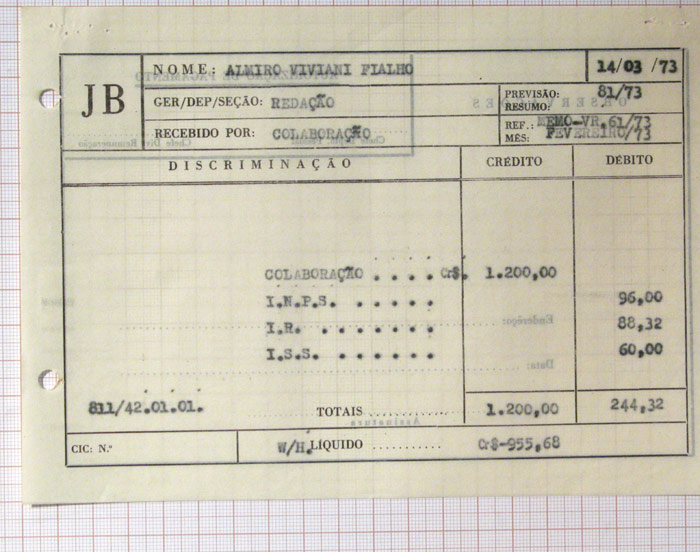 JB
NOME: ALMIRO VIVIANI FIALHO
14/03 /73
GER/DEP/SEÇÃO: REDAÇÃO
PREVISÃO: 81/73
RESUMO:
RECEBIDO POR: COLABORAÇÃO
REF.: MEMO-VR.61/73
MÊS: FEVEREIRO/73
DISCRIMINAÇÃO CRÉDITO DÉBITO
COLABORAÇÃO .... Cr$. 1.200,00
I.N.P.S. ..... 96,00
I.R. ...... 88,32
I.S.S. ..... 60,00
811/42.01.01. TOTAIS ............ 1.200,00 244,32
CIC: N.º W/H. LÍQUIDO ........... Cr$-955,68